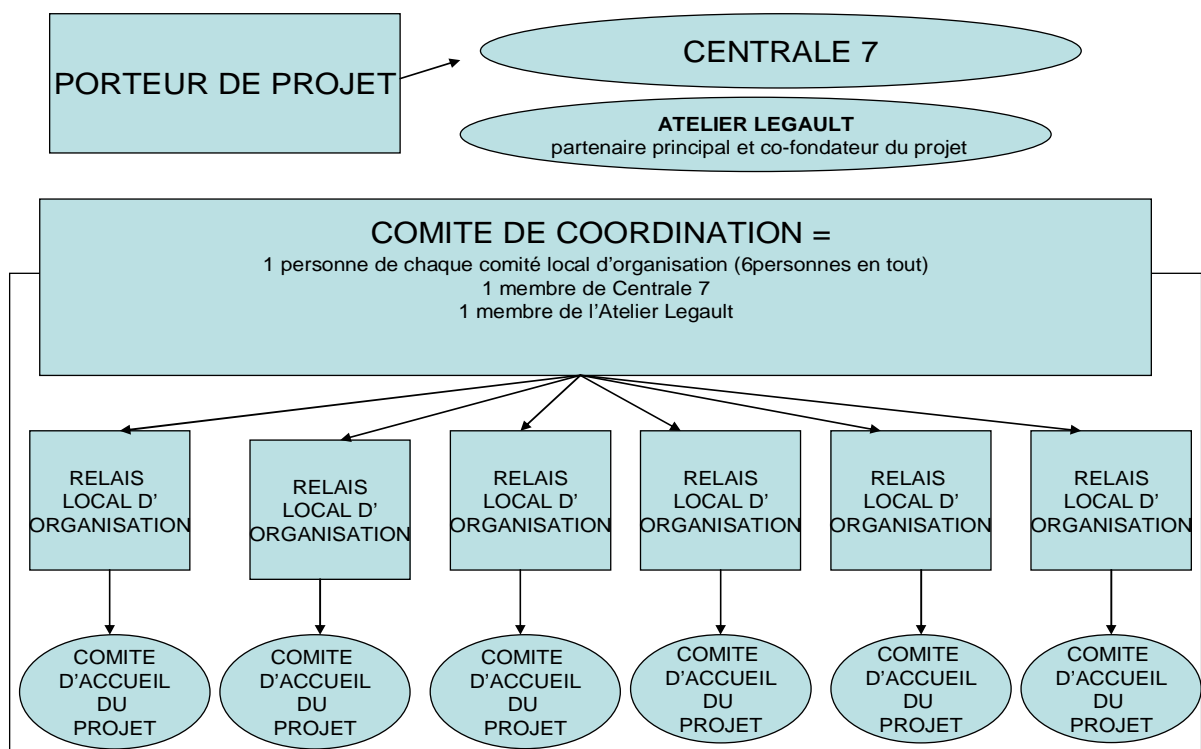 PORTEUR DE PROJET
CENTRALE 7
ATELIER LEGAULT
partenaire principal et co-fondateur du projet
COMITE DE COORDINATION =
1 personne de chaque comité local d’organisation (6personnes en tout)
1 membre de Centrale 7
1 membre de l’Atelier Legault
RELAIS
LOCAL D’
ORGANISATION
RELAIS
LOCAL D’
ORGANISATION
RELAIS
LOCAL D’
ORGANISATION
RELAIS
LOCAL D’
ORGANISATION
RELAIS
LOCAL D’
ORGANISATION
RELAIS
LOCAL D’
ORGANISATION
COMITE
D’ACCUEIL
DU
PROJET
COMITE
D’ACCUEIL
DU
PROJET
COMITE
D’ACCUEIL
DU
PROJET
COMITE
D’ACCUEIL
DU
PROJET
COMITE
D’ACCUEIL
DU
PROJET
COMITE
D’ACCUEIL
DU
PROJET